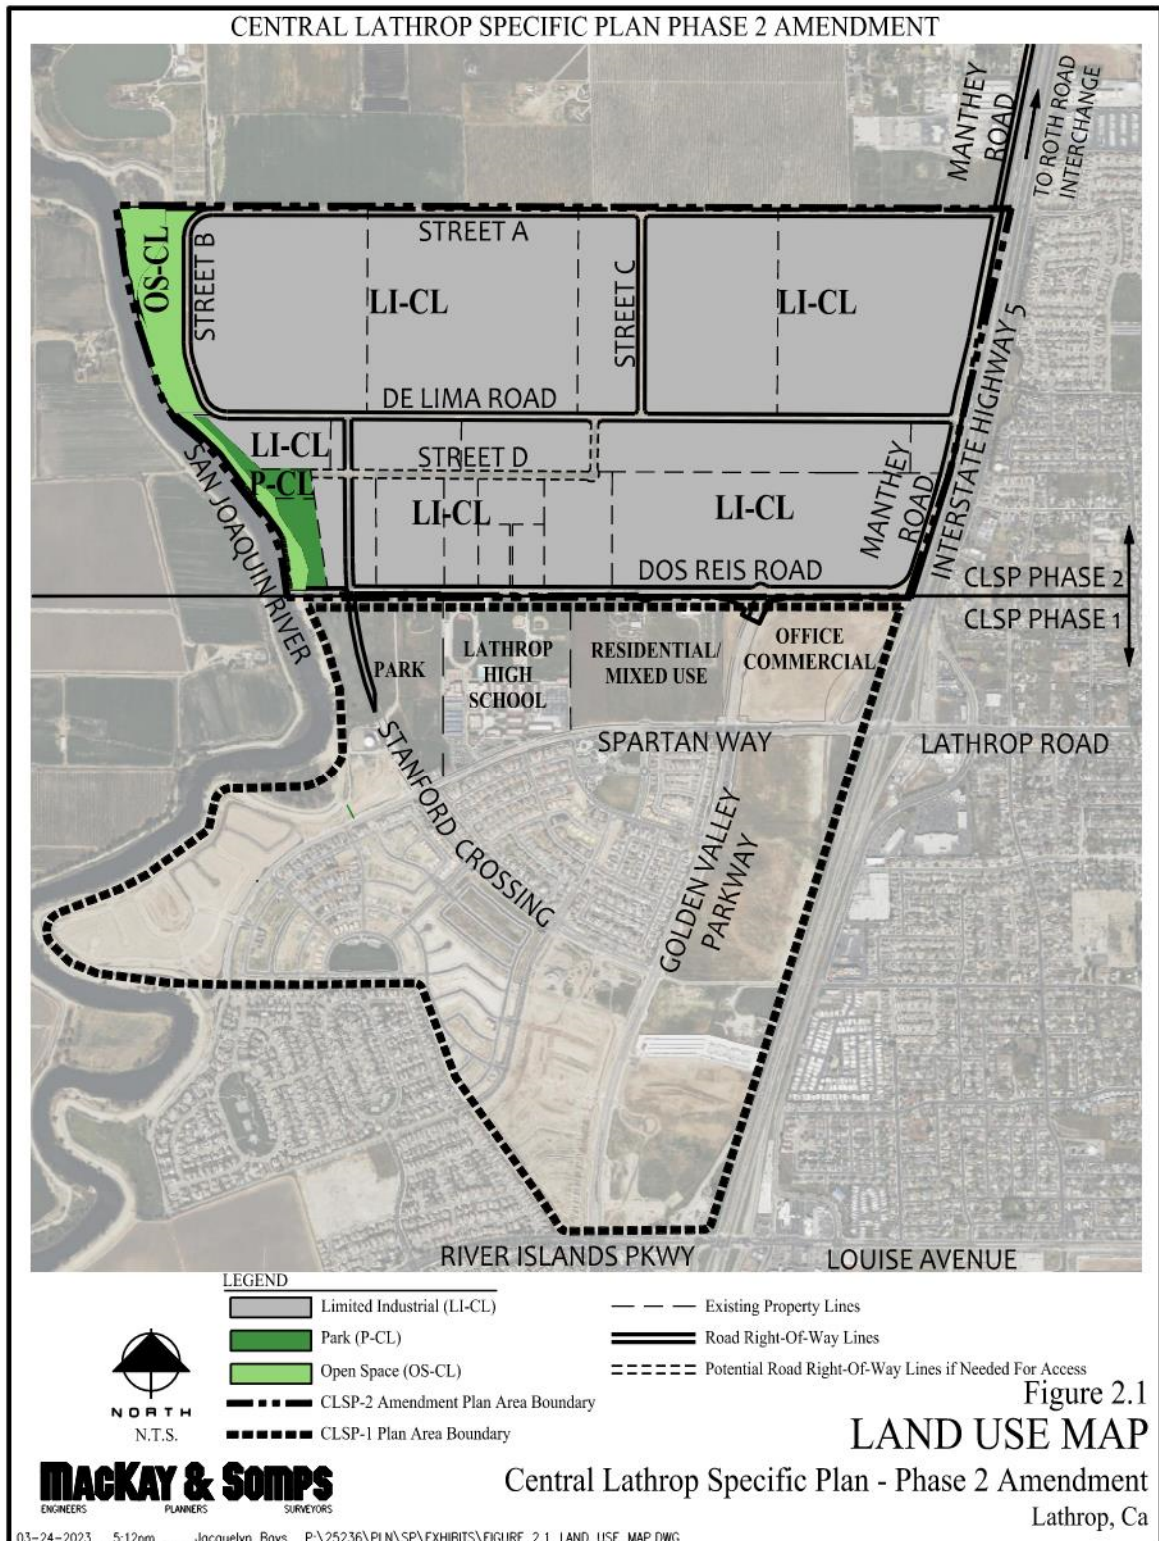 CENTRAL LATHROP SPECIFIC PLAN PHASE 2 AMENDMENT
MANTHEY
ROAD
TO ROTH ROAD
INTERCHANGE
OS-CL
STREET B
STREET A
LI-CL
STREET C
LI-CL
INTERSTATE HIGHWAY 5
DE LIMA ROAD
LI-CL
STREET D
P-CL
LI-CL
LI-CL
MANTHEY
ROAD
SAN JOAQUIN RIVER
DOS REIS ROAD
CLSP PHASE 2
CLSP PHASE 1
PARK
LATHROP
HIGH
SCHOOL
RESIDENTIAL/
MIXED USE
OFFICE
COMMERCIAL
STANFORD CROSSING
SPARTAN WAY
LATHROP ROAD
GOLDEN VALLEY
PARKWAY
RIVER ISLANDS PKWY
LOUISE AVENUE
LEGEND
Limited Industrial (LI-CL)
Park (P-CL)
Open Space (OS-CL)
CLSP-2 Amendment Plan Area Boundary
CLSP-1 Plan Area Boundary
Existing Property Lines
Road Right-Of-Way Lines
Potential Road Right-Of-Way Lines if Needed For Access
NORTH
N.T.S.
Figure 2.1
LAND USE MAP
Central Lathrop Specific Plan - Phase 2 Amendment
Lathrop, Ca
MACKAY & SOMPS
ENGINEERS PLANNERS SURVEYORS
03-24-2023 5:12pm Jacquelyn Bays P:\25236\PLN\SP\EXHIBITS\FIGURE 2.1 LAND USE MAP.DWG